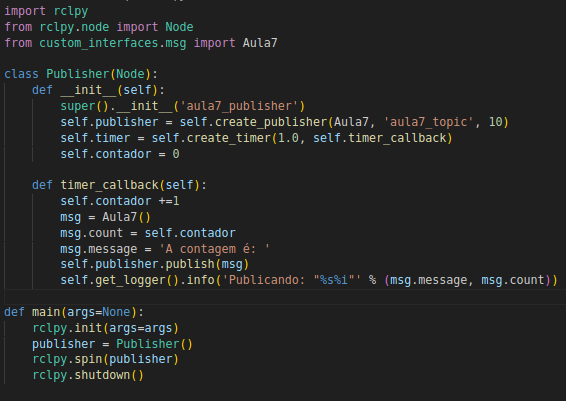 import rclpy
from rclpy.node import Node
from custom_interfaces.msg import Aula7

class Publisher(Node):
    def __init__(self):
        super().__init__('aula7_publisher')
        self.publisher = self.create_publisher(Aula7, 'aula7_topic', 10)
        self.timer = self.create_timer(1.0, self.timer_callback)
        self.contador = 0

    def timer_callback(self):
        self.contador +=1
        msg = Aula7()
        msg.count = self.contador
        msg.message = 'A contagem é: '
        self.publisher.publish(msg)
        self.get_logger().info('Publicando: "%s%i"' % (msg.message, msg.count))

def main(args=None):
    rclpy.init(args=args)
    publisher = Publisher()
    rclpy.spin(publisher)
    rclpy.shutdown()